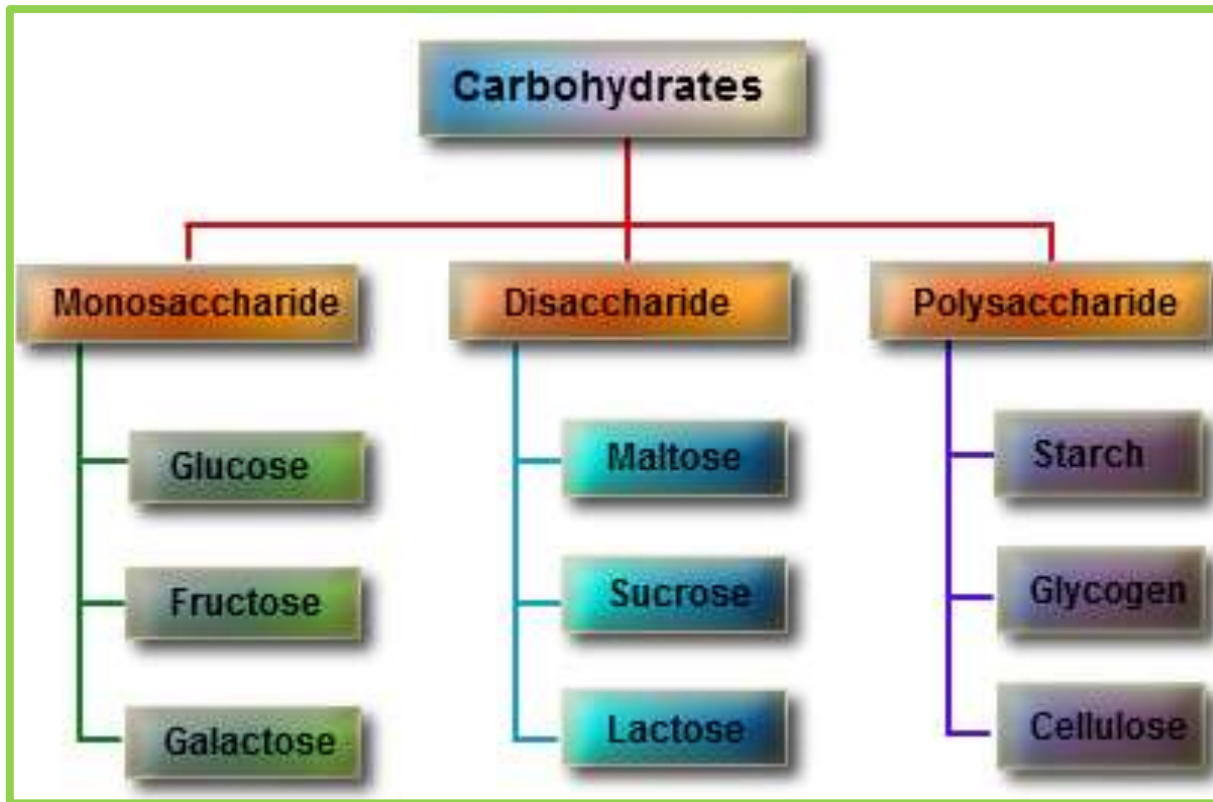 Carbohydrates
Monosaccharide
Disaccharide
Polysaccharide
Glucose
Fructose
Galactose
Maltose
Sucrose
Lactose
Starch
Glycogen
Cellulose